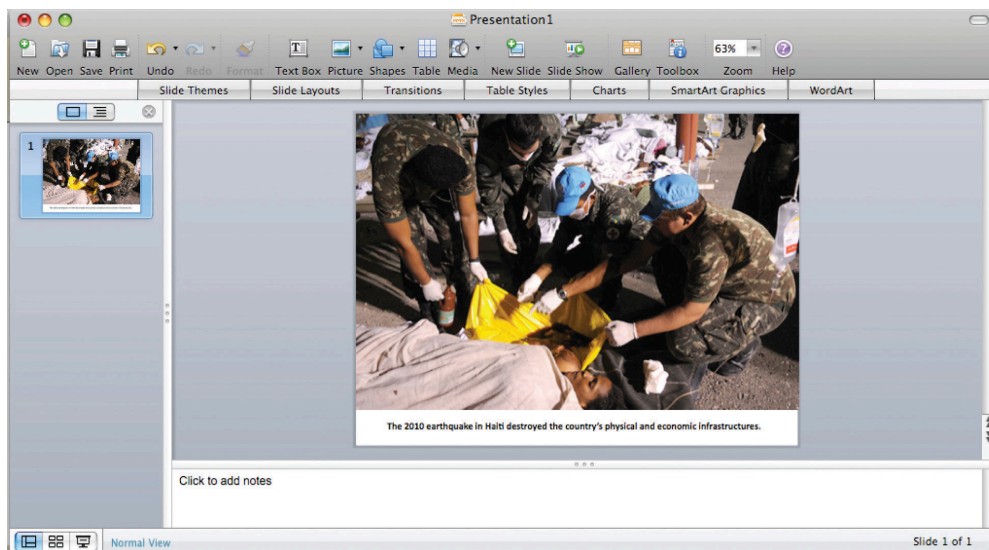 Presentation1
New Open Save Print Undo Redo Format Text Box Picture Shapes Table Media New Slide Slide Show Gallery Toolbox Zoom Help
63%
Slide Themes Slide Layouts Transitions Table Styles Charts SmartArt Graphics WordArt
1
The 2010 earthquake in Haiti destroyed the country's physical and economic infrastructures.
Click to add notes
Normal View
Slide 1 of 1